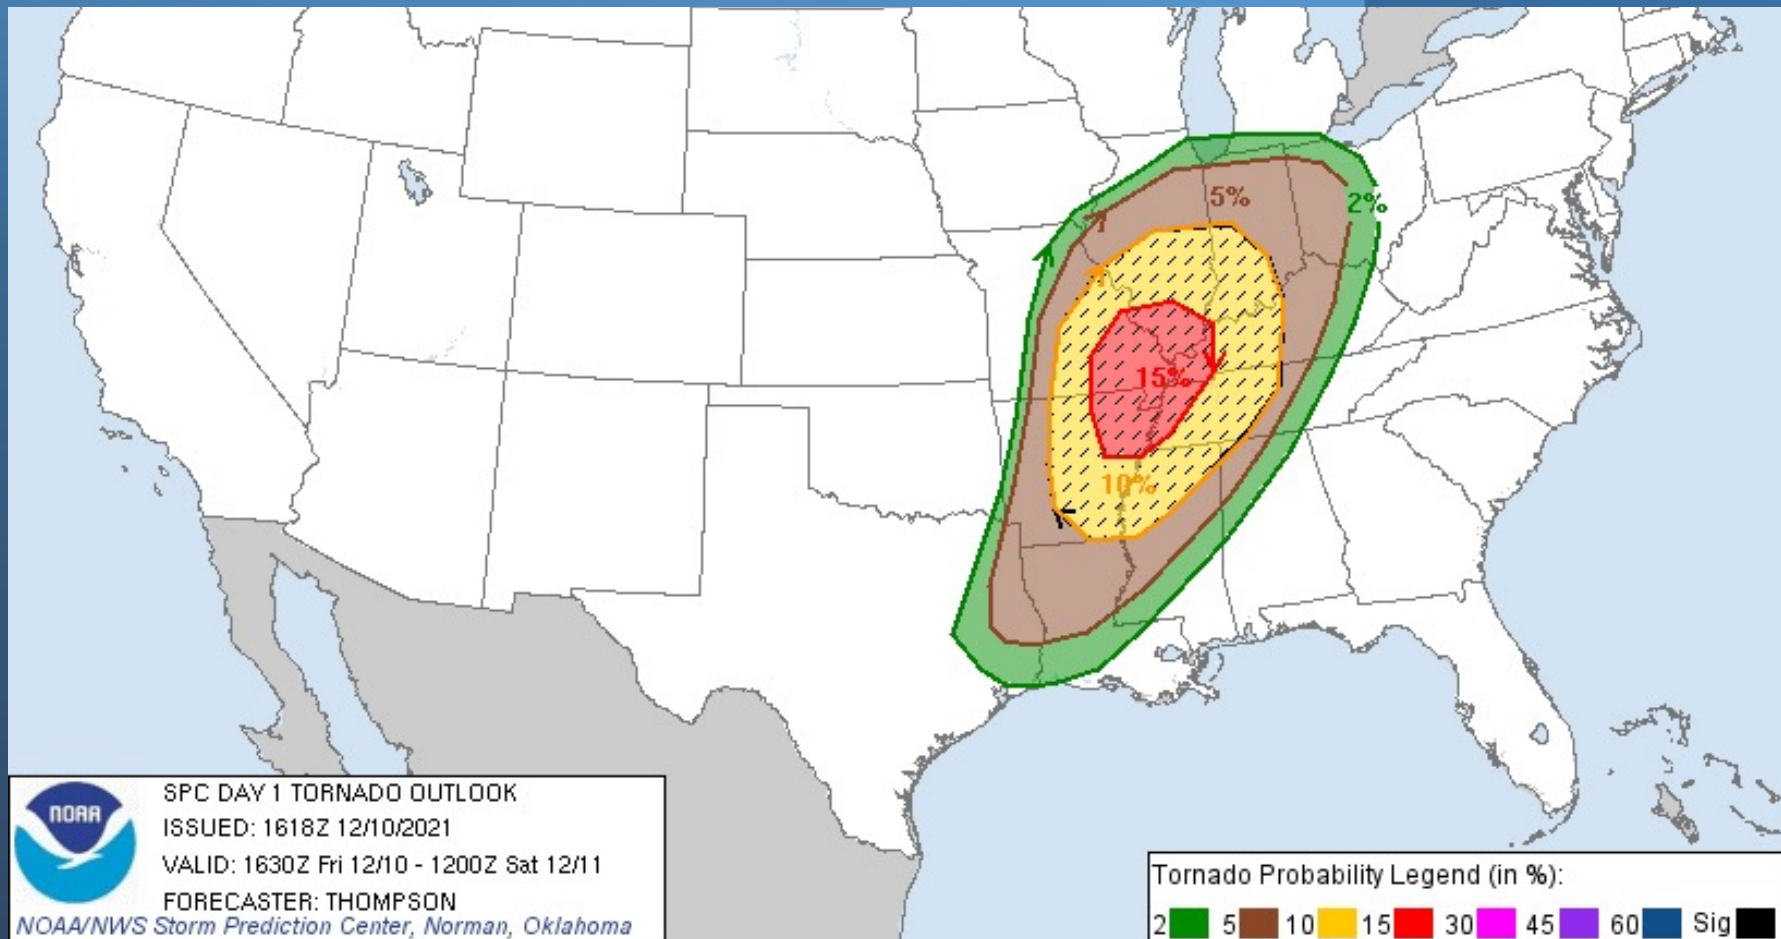 5%
2%
15%
10%
NOAA
SPC DAY 1 TORNADO OUTLOOK
ISSUED: 1618Z 12/10/2021
VALID: 1630Z Fri 12/10 - 1200Z Sat 12/11
FORECASTER: THOMPSON
NOAA/NWS Storm Prediction Center, Norman, Oklahoma
Tornado Probability Legend (in %):
2 5 10 15 30 45 60 Sig